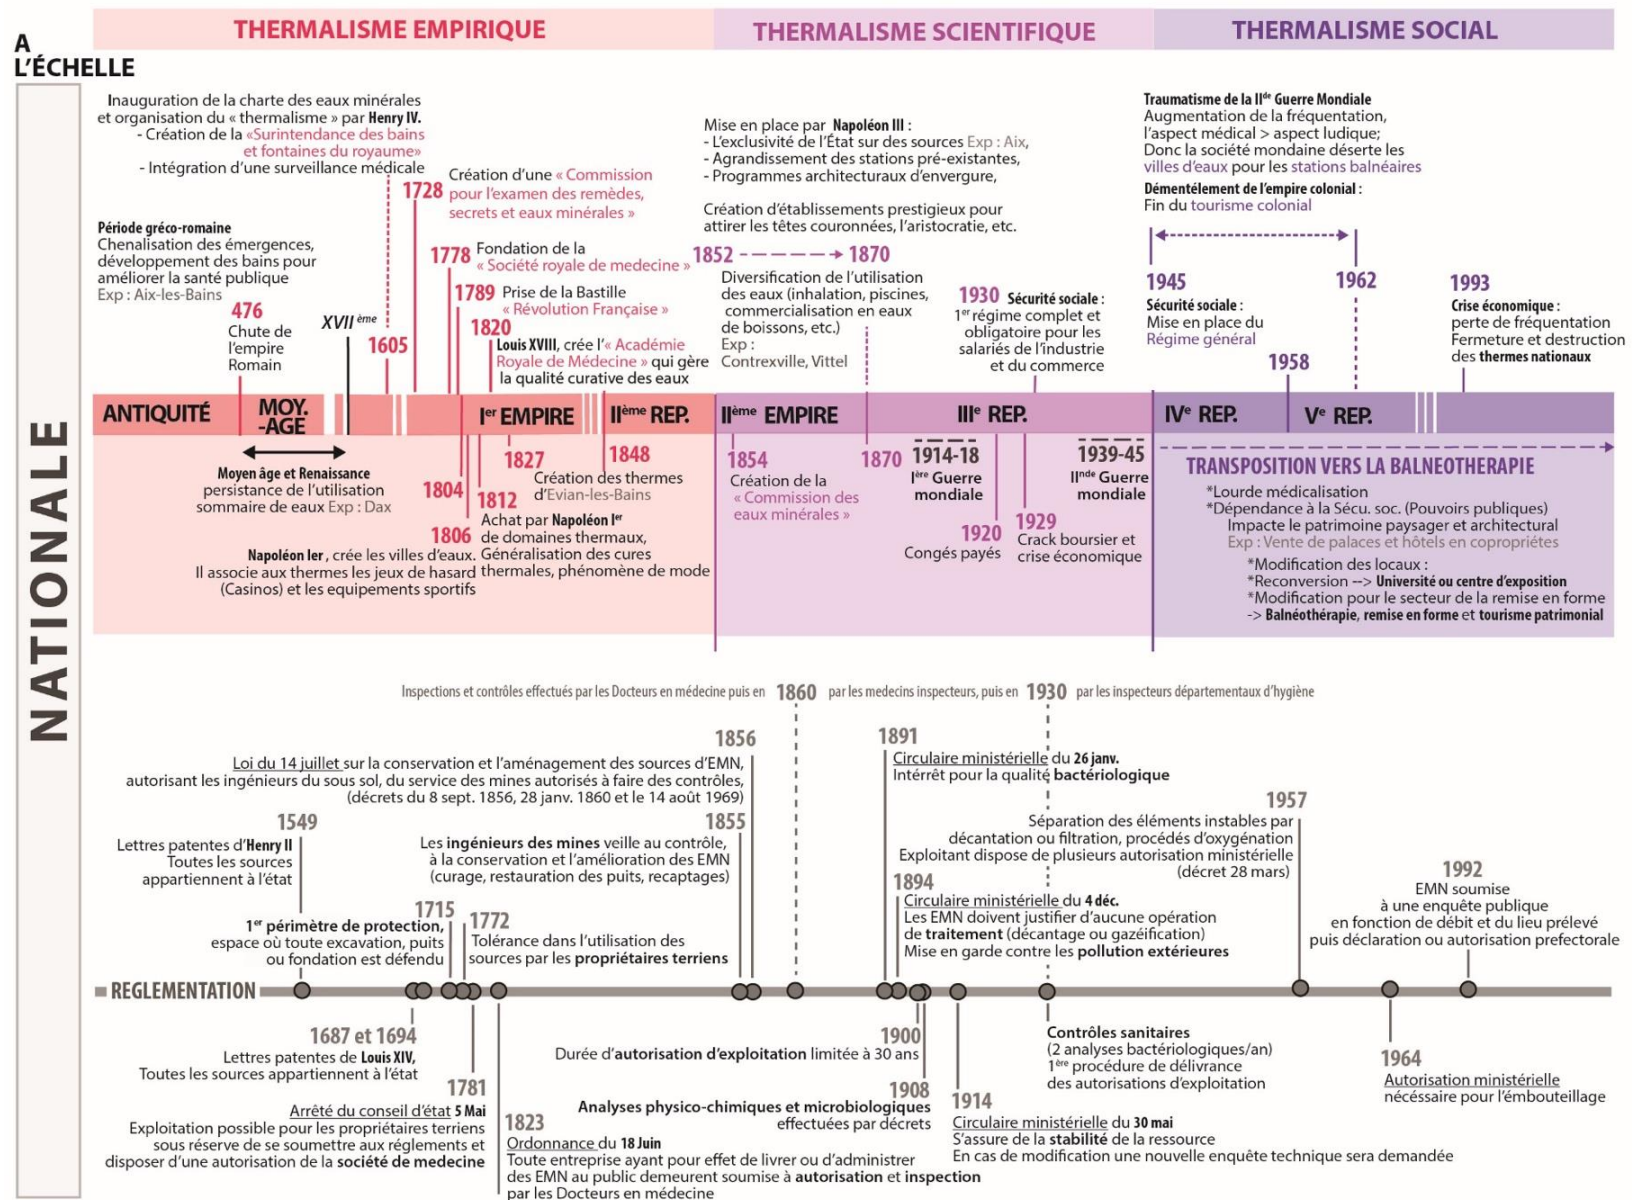 THERMALISME EMPIRIQUE
THERMALISME SCIENTIFIQUE
THERMALISME SOCIAL
A
L'ÉCHELLE
NATIONALE
Inauguration de la charte des eaux minérales
et organisation du « thermalisme » par Henry IV.
- Création de la «Surintendance des bains
et fontaines du royaume»
- Intégration d'une surveillance médicale
1728
Création d'une « Commission
pour l'examen des remèdes,
secrets et eaux minérales »
Période gréco-romaine
Chenalisation des émergences,
développement des bains pour
améliorer la santé publique
Exp : Aix-les-Bains
476
Chute de
l'empire
Romain
XVII ème
1605
1778
Fondation de la
« Société royale de medecine »
1789
Prise de la Bastille
« Révolution Française »
1820
Louis XVIII, crée l'« Académie
Royale de Médecine » qui gère
la qualité curative des eaux
Mise en place par Napoléon III :
- L'exclusivité de l'État sur des sources Exp : Aix,
- Agrandissement des stations pré-existantes,
- Programmes architecturaux d'envergure,
Création d'établissements prestigieux pour
attirer les têtes couronnées, l'aristocratie, etc.
1852
1870
Diversification de l'utilisation
des eaux (inhalation, piscines,
commercialisation en eaux
de boissons, etc.)
Exp :
Contrexville, Vittel
1930 Sécurité sociale :
1er régime complet et
obligatoire pour les
salariés de l'industrie
et du commerce
Traumatisme de la IIde Guerre Mondiale
Augmentation de la fréquentation,
l'aspect médical > aspect ludique;
Donc la société mondaine déserte les
villes d'eaux pour les stations balnéaires
Démentélement de l'empire colonial :
Fin du tourisme colonial
1945
Sécurité sociale :
Mise en place du
Régime général
1962
1958
1993
Crise économique :
perte de fréquentation
Fermeture et destruction
des thermes nationaux
ANTIQUITÉ
MOY.
-AGE
Ier EMPIRE
IIème REP.
IIème EMPIRE
IIIe REP.
IVe REP.
Ve REP.
Moyen âge et Renaissance
persistance de l'utilisation
sommaire de eaux Exp : Dax
1804
1806
Napoléon Ier, crée les villes d'eaux.
Il associe aux thermes les jeux de hasard
(Casinos) et les equipements sportifs
1812
Achat par Napoléon Ier
de domaines thermaux,
Généralisation des cures
thermales, phénomène de mode
1827
Création des thermes
d'Evian-les-Bains
1848
1854
Création de la
« Commission des
eaux minérales »
1870
1914-18
Ière Guerre
mondiale
1920
Congés payés
1929
Crack boursier et
crise économique
1939-45
IInde Guerre
mondiale
TRANSPOSITION VERS LA BALNEOTHERAPIE
*Lourde médicalisation
*Dépendance à la Sécu. soc. (Pouvoirs publiques)
Impacte le patrimoine paysager et architectural
Exp : Vente de palaces et hôtels en copropriétes
*Modification des locaux :
*Reconversion --> Université ou centre d'exposition
*Modification pour le secteur de la remise en forme
-> Balnéothérapie, remise en forme et tourisme patrimonial
Inspections et contrôles effectués par les Docteurs en médecine puis en 1860 par les medecins inspecteurs, puis en 1930 par les inspecteurs départementaux d'hygiène
1856
Loi du 14 juillet sur la conservation et l'aménagement des sources d'EMN,
autorisant les ingénieurs du sous sol, du service des mines autorisés à faire des contrôles,
(décrets du 8 sept. 1856, 28 janv. 1860 et le 14 août 1969)
1891
Circulaire ministérielle du 26 janv.
Intérrêt pour la qualité bactériologique
1549
Lettres patentes d'Henry II
Toutes les sources
appartiennent à l'état
1855
Les ingénieurs des mines veille au contrôle,
à la conservation et l'amélioration des EMN
(curage, restauration des puits, recaptages)
1957
Séparation des éléments instables par
décantation ou filtration, procédés d'oxygénation
Exploitant dispose de plusieurs autorisation ministérielle
(décret 28 mars)
1894
Circulaire ministérielle du 4 déc.
Les EMN doivent justifier d'aucune opération
de traitement (décantage ou gazéification)
Mise en garde contre les pollution extérieures
1992
EMN soumise
à une enquête publique
en fonction de débit et du lieu prélevé
puis déclaration ou autorisation prefectorale
1715
1er périmètre de protection,
espace où toute excavation, puits
ou fondation est défendu
1772
Tolérance dans l'utilisation des
sources par les propriétaires terriens
REGLEMENTATION
1687 et 1694
Lettres patentes de Louis XIV,
Toutes les sources appartiennent à l'état
1781
Arrêté du conseil d'état 5 Mai
Exploitation possible pour les propriétaires terriens
sous réserve de se soumettre aux réglements et
disposer d'une autorisation de la société de medecine
1823
Ordonnance du 18 Juin
Toute entreprise ayant pour effet de livrer ou d'administrer
des EMN au public demeurent soumise à autorisation et inspection
par les Docteurs en médecine
1900
Durée d'autorisation d'exploitation limitée à 30 ans
1908
Analyses physico-chimiques et microbiologiques
effectuées par décrets
1914
Circulaire ministérielle du 30 mai
S'assure de la stabilité de la ressource
En cas de modification une nouvelle enquête technique sera demandée
Contrôles sanitaires
(2 analyses bactériologiques/an)
1ère procédure de délivrance
des autorisations d'exploitation
1964
Autorisation ministérielle
nécéssaire pour l'émbouteillage